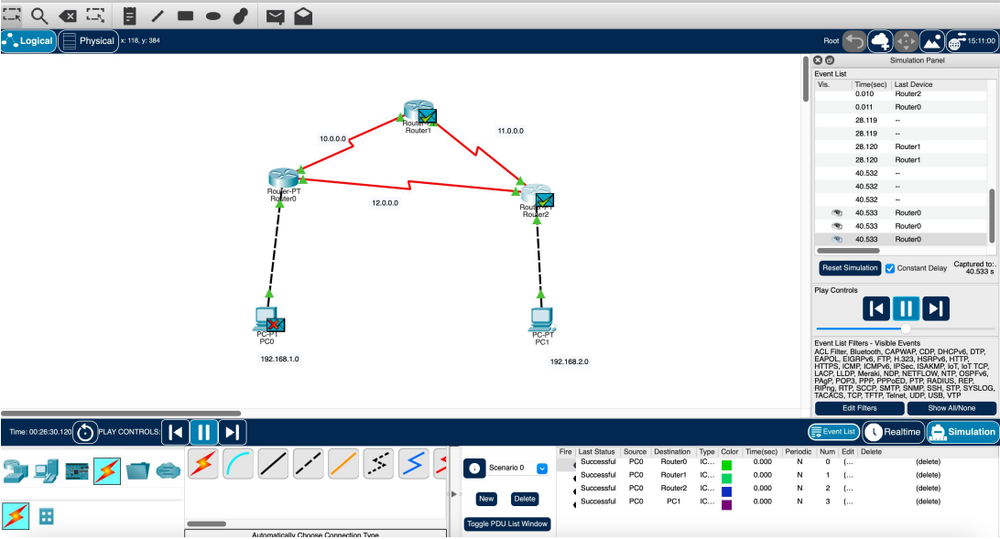 Logical Physical x: 118, y: 384 Root 15:11:00
Simulation Panel
Event List
Vis. Time(sec) Last Device
0.010 Router2
0.011 Router0
28.119 --
28.119 --
28.120 Router1
28.120 Router1
40.532 --
40.532 --
40.532 --
40.533 Router0
40.533 Router0
40.533 Router0
Reset Simulation Constant Delay Captured to:
40.533 s
Play Controls
Event List Filters - Visible Events
ACL Filter, Bluetooth, CAPWAP, CDP, DHCPv6, DTP,
EAPOL, EIGRPv6, FTP, H.323, HSRPv6, HTTP,
HTTPS, ICMP, ICMPv6, IPSec, ISAKMP, IoT, IoT TCP,
LACP, LLDP, Meraki, NDP, NETFLOW, NTP, OSPFv6,
PAgP, POP3, PPP, PPPoED, PTP, RADIUS, REP,
RIPng, RTP, SCCP, SMTP, SNMP, SSH, STP, SYSLOG,
TACACS, TCP, TFTP, Telnet, UDP, USB, VTP
Edit Filters Show All/None
Router1
10.0.0.0
11.0.0.0
Router-PT
Router0
12.0.0.0
Router2
PC-PT
PC0
192.168.1.0
PC-PT
PC1
192.168.2.0
Time: 00:26:30.120 PLAY CONTROLS: Event List Realtime Simulation
Automatically Choose Connection Type
Scenario 0
New Delete
Toggle PDU List Window
Fire Last Status Source Destination Type Color Time(sec) Periodic Num Edit Delete
Successful PC0 Router0 IC... 0.000 N 0 (... (delete)
Successful PC0 Router1 IC... 0.000 N 1 (... (delete)
Successful PC0 Router2 IC... 0.000 N 2 (... (delete)
Successful PC0 PC1 IC... 0.000 N 3 (... (delete)